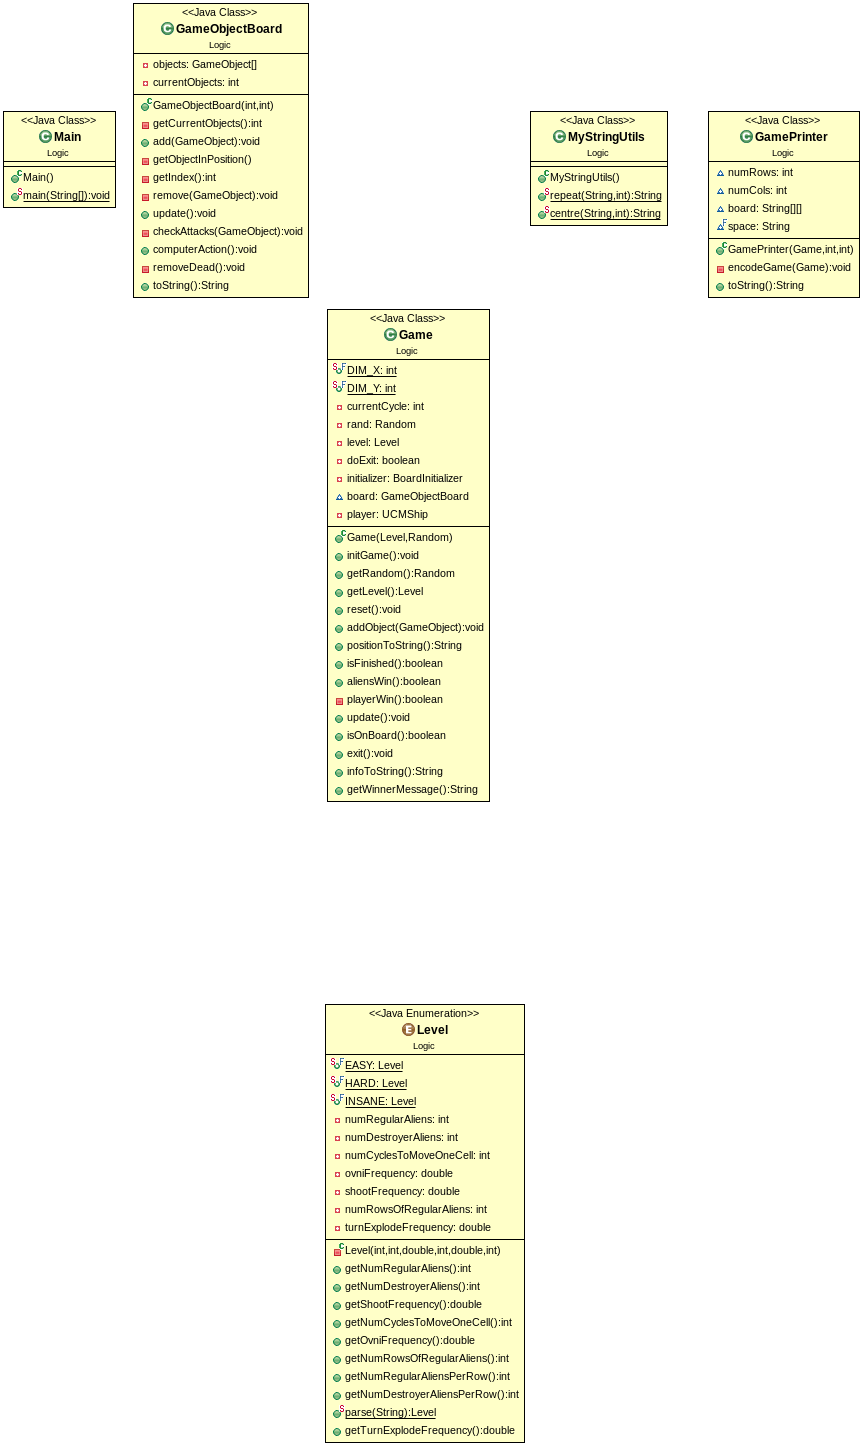 <<Java Class>>
GameObjectBoard
Logic
objects: GameObject[]
currentObjects: int
GameObjectBoard(int,int)
getCurrentObjects():int
add(GameObject):void
getObjectInPosition()
getIndex():int
remove(GameObject):void
update():void
checkAttacks(GameObject):void
computerAction():void
removeDead():void
toString():String
<<Java Class>>
Main
Logic
Main()
main(String[]):void
<<Java Class>>
MyStringUtils
Logic
MyStringUtils()
repeat(String,int):String
centre(String,int):String
<<Java Class>>
GamePrinter
Logic
numRows: int
numCols: int
board: String[][]
space: String
GamePrinter(Game,int,int)
encodeGame(Game):void
toString():String
<<Java Class>>
Game
Logic
DIM_X: int
DIM_Y: int
currentCycle: int
rand: Random
level: Level
doExit: boolean
initializer: BoardInitializer
board: GameObjectBoard
player: UCMShip
Game(Level,Random)
initGame():void
getRandom():Random
getLevel():Level
reset():void
addObject(GameObject):void
positionToString():String
isFinished():boolean
aliensWin():boolean
playerWin():boolean
update():void
isOnBoard():boolean
exit():void
infoToString():String
getWinnerMessage():String
<<Java Enumeration>>
Level
Logic
EASY: Level
HARD: Level
INSANE: Level
numRegularAliens: int
numDestroyerAliens: int
numCyclesToMoveOneCell: int
ovniFrequency: double
shootFrequency: double
numRowsOfRegularAliens: int
turnExplodeFrequency: double
Level(int,int,double,int,double,int)
getNumRegularAliens():int
getNumDestroyerAliens():int
getShootFrequency():double
getNumCyclesToMoveOneCell():int
getOvniFrequency():double
getNumRowsOfRegularAliens():int
getNumRegularAliensPerRow():int
getNumDestroyerAliensPerRow():int
parse(String):Level
getTurnExplodeFrequency():double